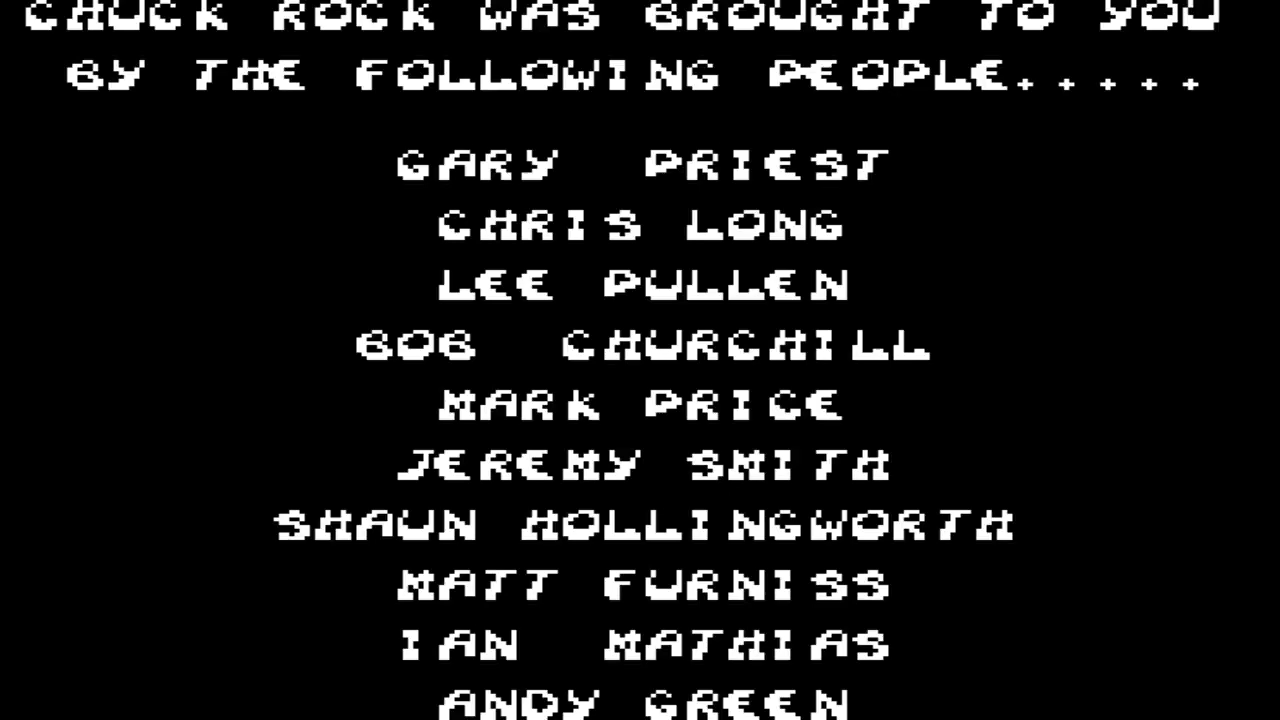 CHUCK ROCK WAS BROUGHT TO YOU
BY THE FOLLOWING PEOPLE.....
GARY PRIEST
CHRIS LONG
LEE PULLEN
BOB CHURCHILL
MARK PRICE
JEREMY SMITH
SHAUN HOLLINGWORTH
MATT FURNISS
IAN MATHIAS
ANDY GREEN